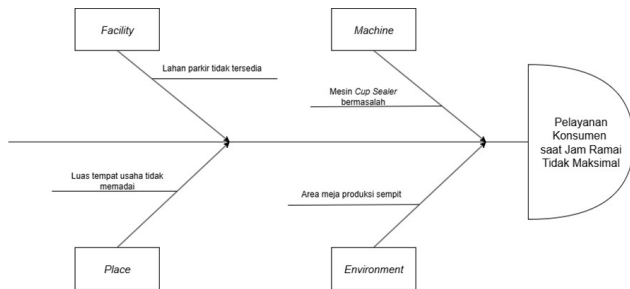 Facility
Machine
Lahan parkir tidak tersedia
Mesin Cup Sealer
bermasalah
Pelayanan
Konsumen
saat Jam Ramai
Tidak Maksimal
Luas tempat usaha tidak
memadai
Area meja produksi sempit
Place
Environment